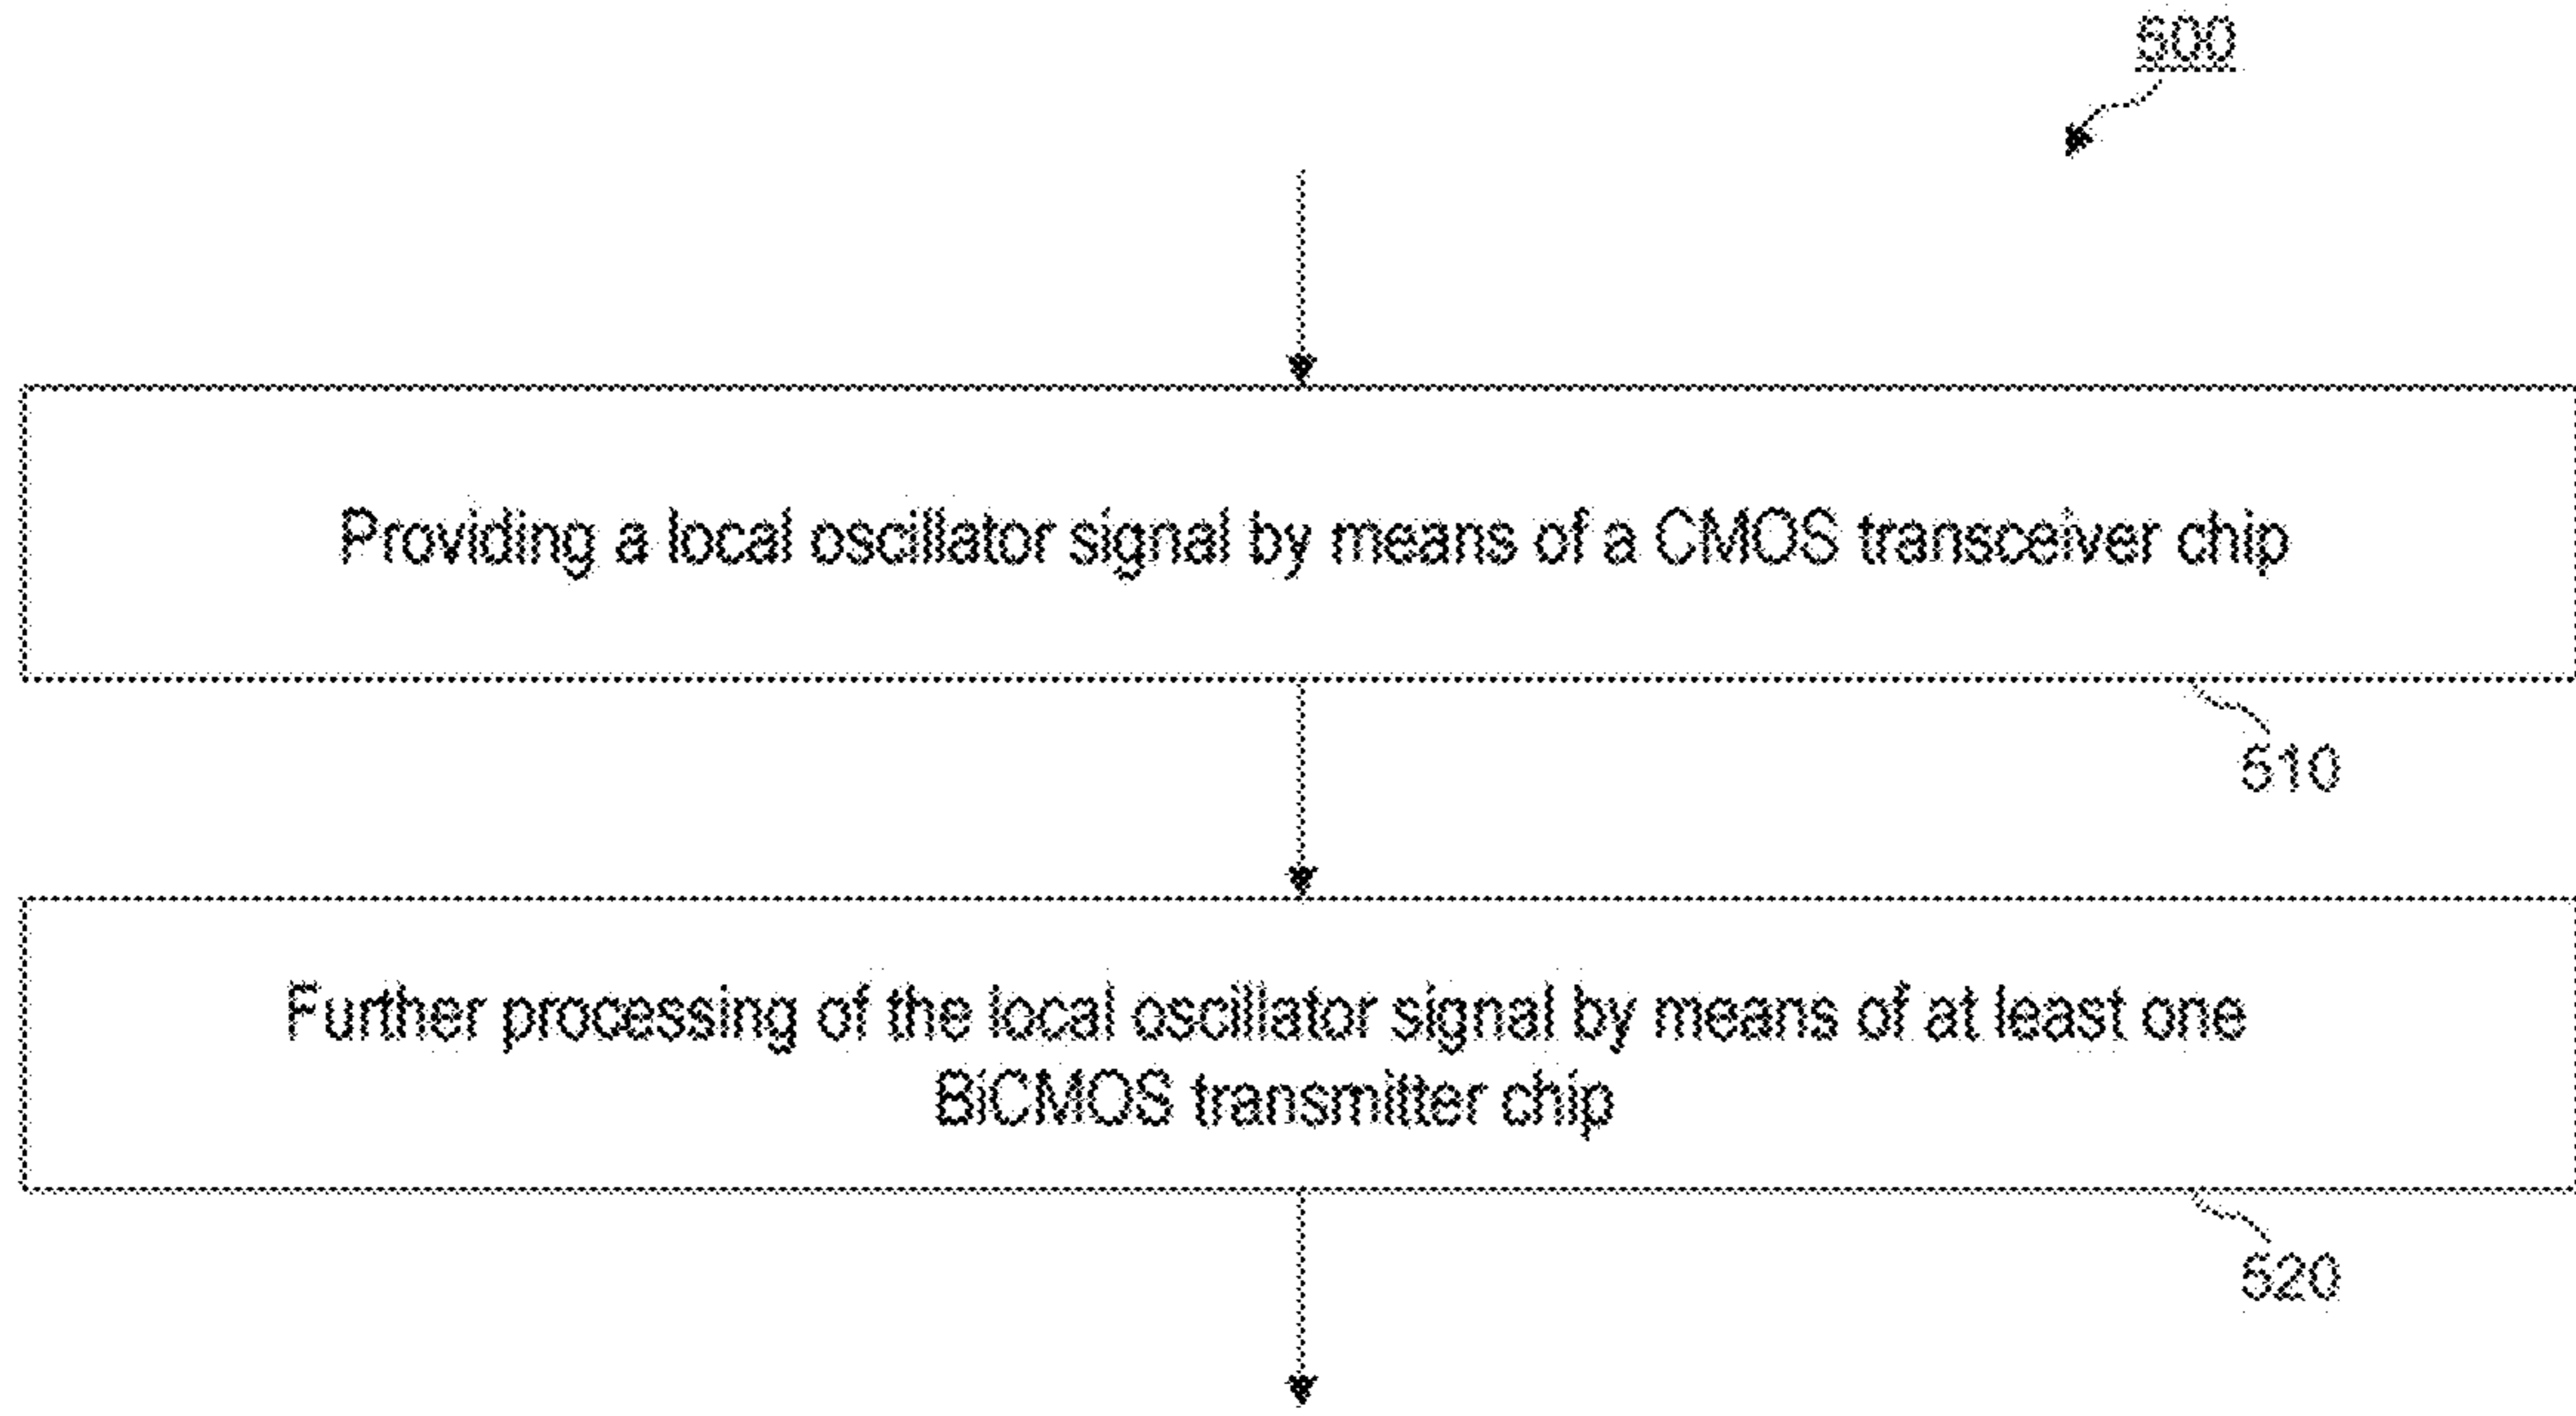 500
Providing a local oscillator signal by means of a CMOS transceiver chip
510
Further processing of the local oscillator signal by means of at least one
BiCMOS transmitter chip
520